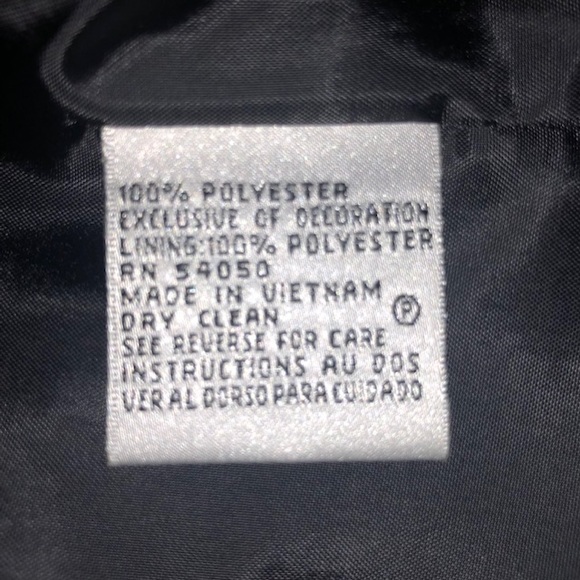 100% POLYESTER
EXCLUSIVE OF DECORATION
LINING:100% POLYESTER
RN 54050
MADE IN VIETNAM
DRY CLEAN Ⓟ
SEE REVERSE FOR CARE
INSTRUCTIONS AU DOS
VER AL DORSO PARA CUIDADO